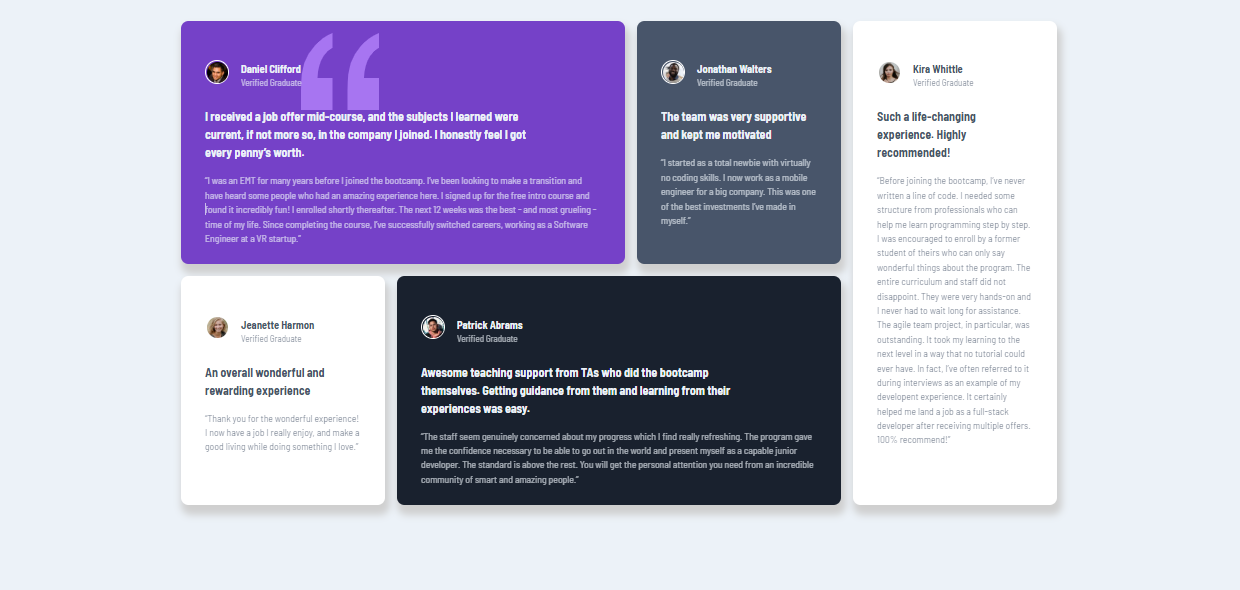 Daniel Clifford
Verified Graduate
I received a job offer mid-course, and the subjects I learned were
current, if not more so, in the company I joined. I honestly feel I got
every penny's worth.
"I was an EMT for many years before I joined the bootcamp. I've been looking to make a transition and
have heard some people who had an amazing experience here. I signed up for the free intro course and
found it incredibly fun! I enrolled shortly thereafter. The next 12 weeks was the best - and most grueling -
time of my life. Since completing the course, I've successfully switched careers, working as a Software
Engineer at a VR startup."
Jonathan Walters
Verified Graduate
The team was very supportive
and kept me motivated
"I started as a total newbie with virtually
no coding skills. I now work as a mobile
engineer for a big company. This was one
of the best investments I've made in
myself."
Kira Whittle
Verified Graduate
Such a life-changing
experience. Highly
recommended!
"Before joining the bootcamp, I've never
written a line of code. I needed some
structure from professionals who can
help me learn programming step by step.
I was encouraged to enroll by a former
student of theirs who can only say
wonderful things about the program. The
entire curriculum and staff did not
disappoint. They were very hands-on and
I never had to wait long for assistance.
The agile team project, in particular, was
outstanding. It took my learning to the
next level in a way that no tutorial could
ever have. In fact, I've often referred to it
during interviews as an example of my
developent experience. It certainly
helped me land a job as a full-stack
developer after receiving multiple offers.
100% recommend!"
Jeanette Harmon
Verified Graduate
An overall wonderful and
rewarding experience
"Thank you for the wonderful experience!
I now have a job I really enjoy, and make a
good living while doing something I love."
Patrick Abrams
Verified Graduate
Awesome teaching support from TAs who did the bootcamp
themselves. Getting guidance from them and learning from their
experiences was easy.
"The staff seem genuinely concerned about my progress which I find really refreshing. The program gave
me the confidence necessary to be able to go out in the world and present myself as a capable junior
developer. The standard is above the rest. You will get the personal attention you need from an incredible
community of smart and amazing people."